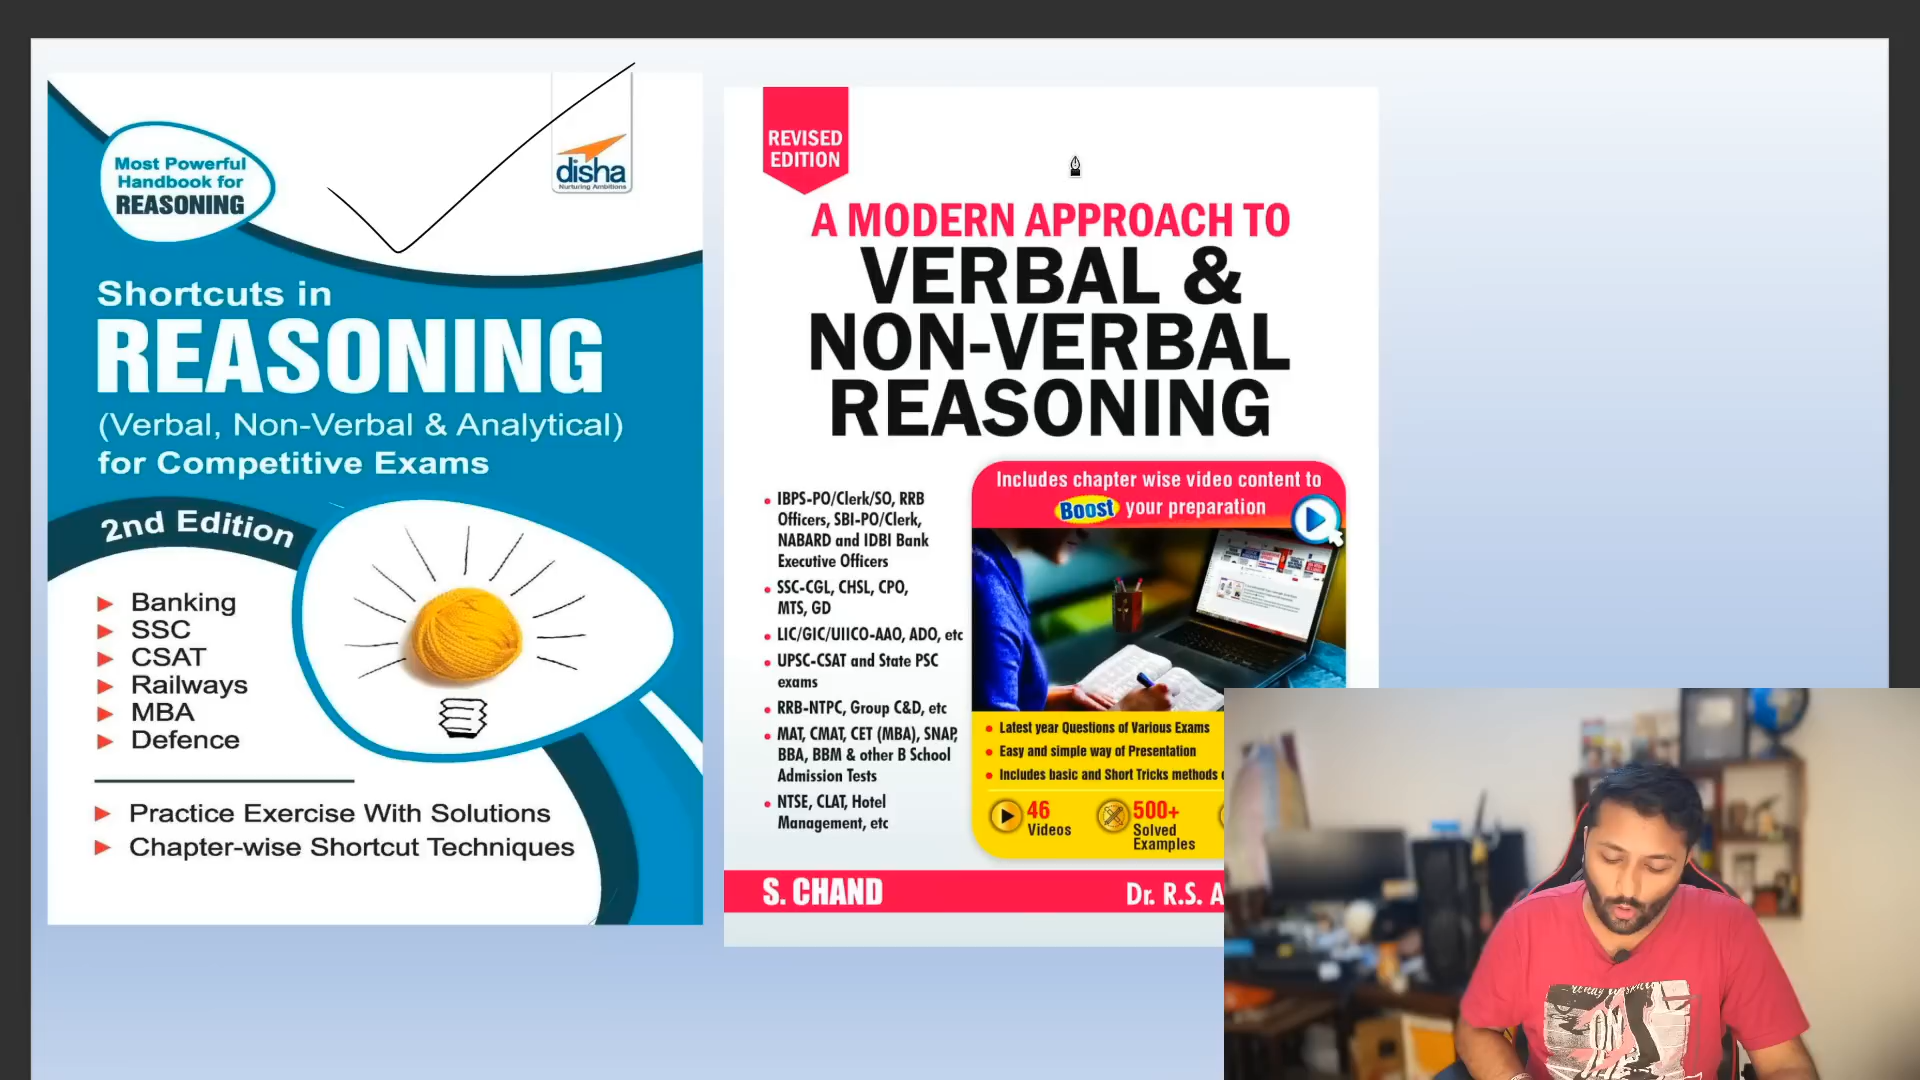 Most Powerful
Handbook for
REASONING
disha
Nurturing Ambitions
Shortcuts in
REASONING
(Verbal, Non-Verbal & Analytical)
for Competitive Exams
2nd Edition
Banking
SSC
CSAT
Railways
MBA
Defence
Practice Exercise With Solutions
Chapter-wise Shortcut Techniques
REVISED
EDITION
A MODERN APPROACH TO
VERBAL &
NON-VERBAL
REASONING
IBPS-PO/Clerk/SO, RRB
Officers, SBI-PO/Clerk,
NABARD and IDBI Bank
Executive Officers
SSC-CGL, CHSL, CPO,
MTS, GD
LIC/GIC/UIICO-AAO, ADO, etc
UPSC-CSAT and State PSC
exams
RRB-NTPC, Group C&D, etc
MAT, CMAT, CET (MBA), SNAP,
BBA, BBM & other B School
Admission Tests
NTSE, CLAT, Hotel
Management, etc
Includes chapter wise video content to
Boost your preparation
Latest year Questions of Various Exams
Easy and simple way of Presentation
Includes basic and Short Tricks methods
46
Videos
500+
Solved
Examples
S. CHAND
Dr. R.S. A